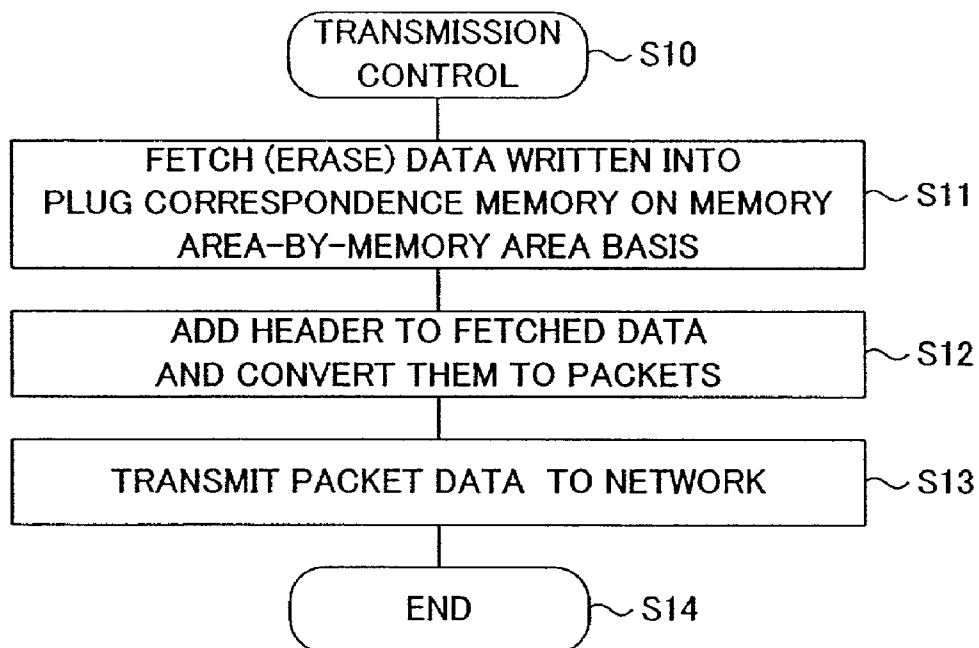 TRANSMISSION
CONTROL
S10
FETCH (ERASE) DATA WRITTEN INTO
PLUG CORRESPONDENCE MEMORY ON MEMORY
AREA-BY-MEMORY AREA BASIS
S11
ADD HEADER TO FETCHED DATA
AND CONVERT THEM TO PACKETS
S12
TRANSMIT PACKET DATA TO NETWORK
S13
END
S14